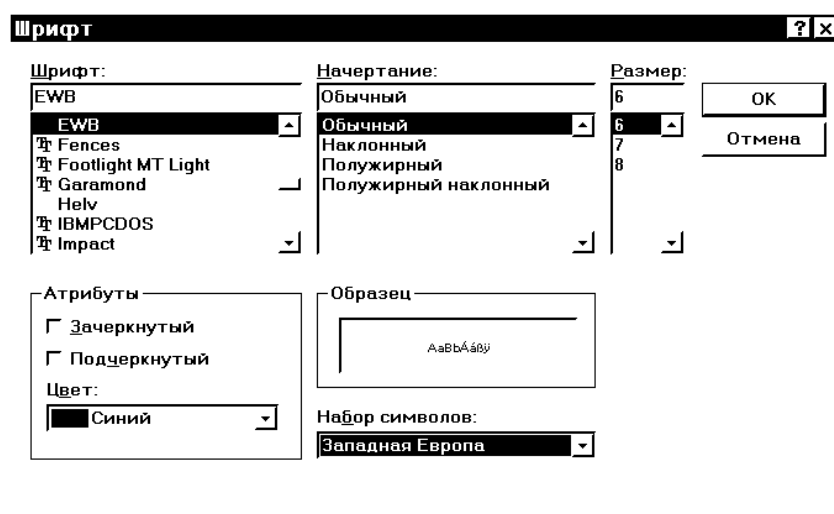 Шрифт
Шрифт: Начертание: Размер:
EWB Обычный 6 OK
EWB Обычный 6
Fences Наклонный 7 Отмена
Footlight MT Light Полужирный 8
Garamond Полужирный наклонный
Helv
IBMPCDOS
Impact
Атрибуты Образец
Зачеркнутый
AaBbÁáßÿ
Подчеркнутый
Цвет:
Синий
Набор символов:
Западная Европа